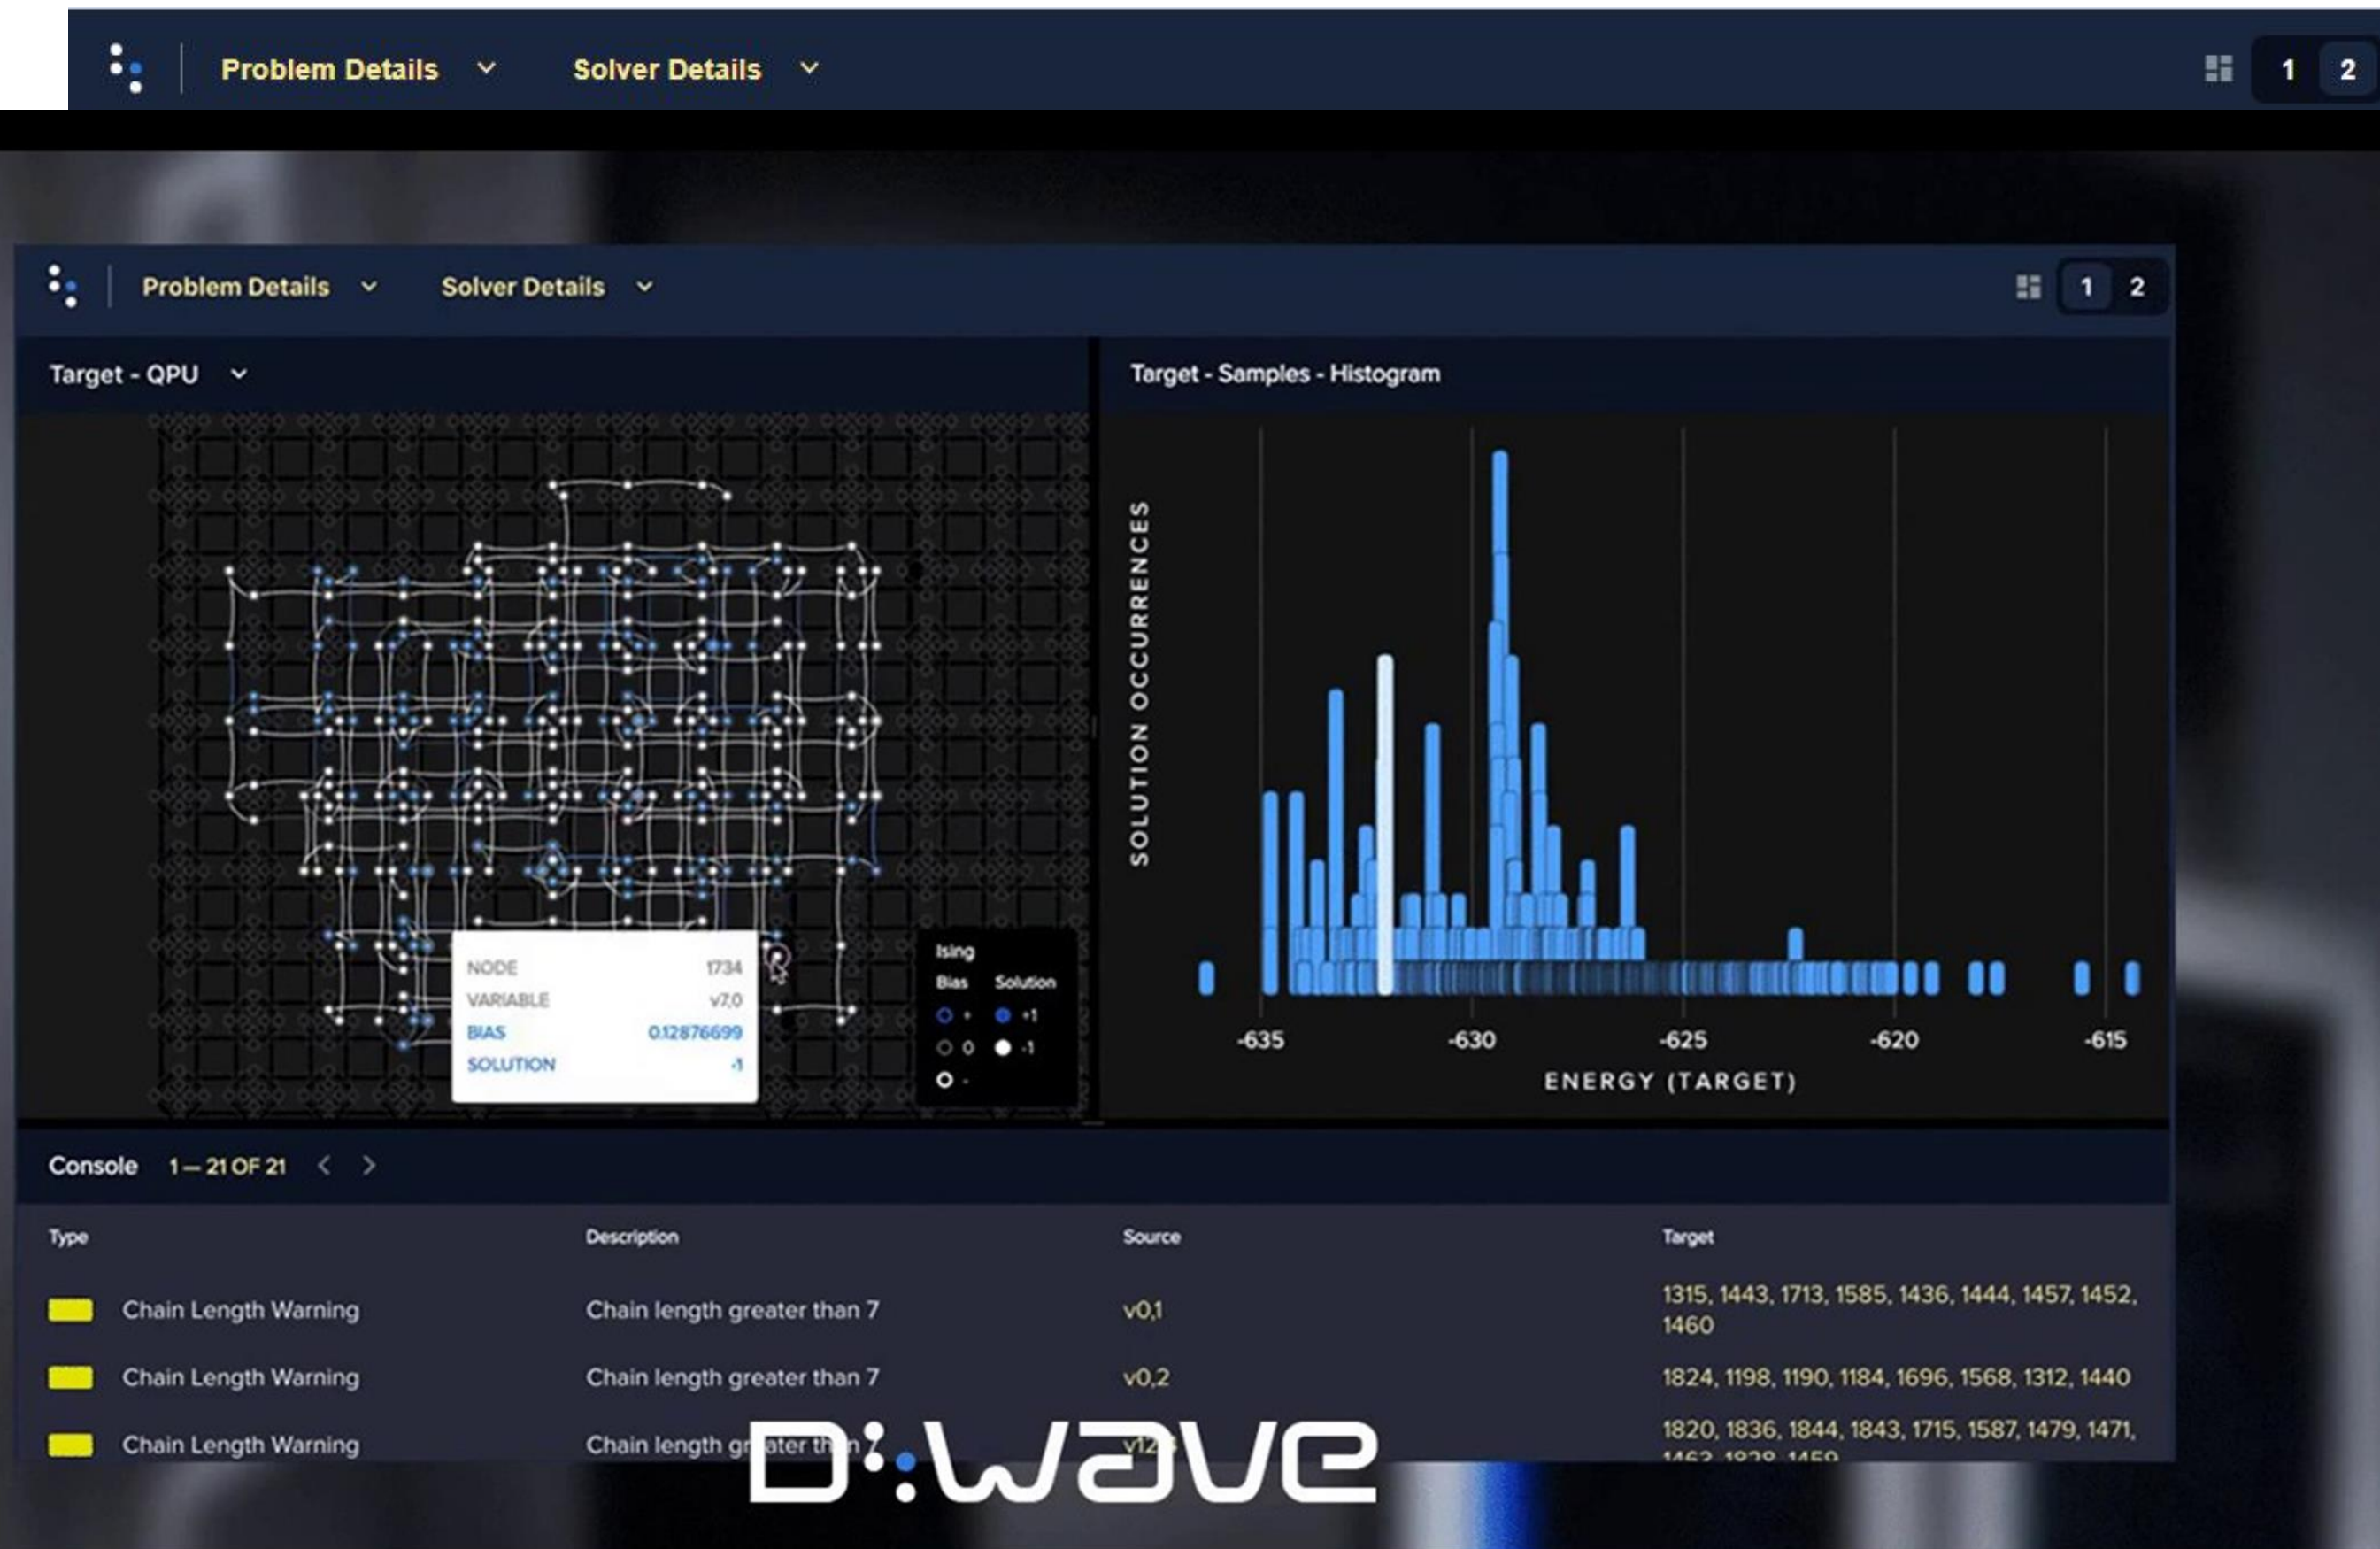 Problem Details Solver Details 1 2
Problem Details Solver Details 1 2
Target - QPU
Target - Samples - Histogram
NODE 1734
VARIABLE v7,0
BIAS 0.12876699
SOLUTION -1
Ising
Bias Solution
+ +1
0 -1
-
SOLUTION OCCURRENCES
-635 -630 -625 -620 -615
ENERGY (TARGET)
Console 1 — 21 OF 21
Type Description Source Target
Chain Length Warning Chain length greater than 7 v0,1 1315, 1443, 1713, 1585, 1436, 1444, 1457, 1452,
1460
Chain Length Warning Chain length greater than 7 v0,2 1824, 1198, 1190, 1184, 1696, 1568, 1312, 1440
Chain Length Warning Chain length greater than 7 1820, 1836, 1844, 1843, 1715, 1587, 1479, 1471,
D:wave